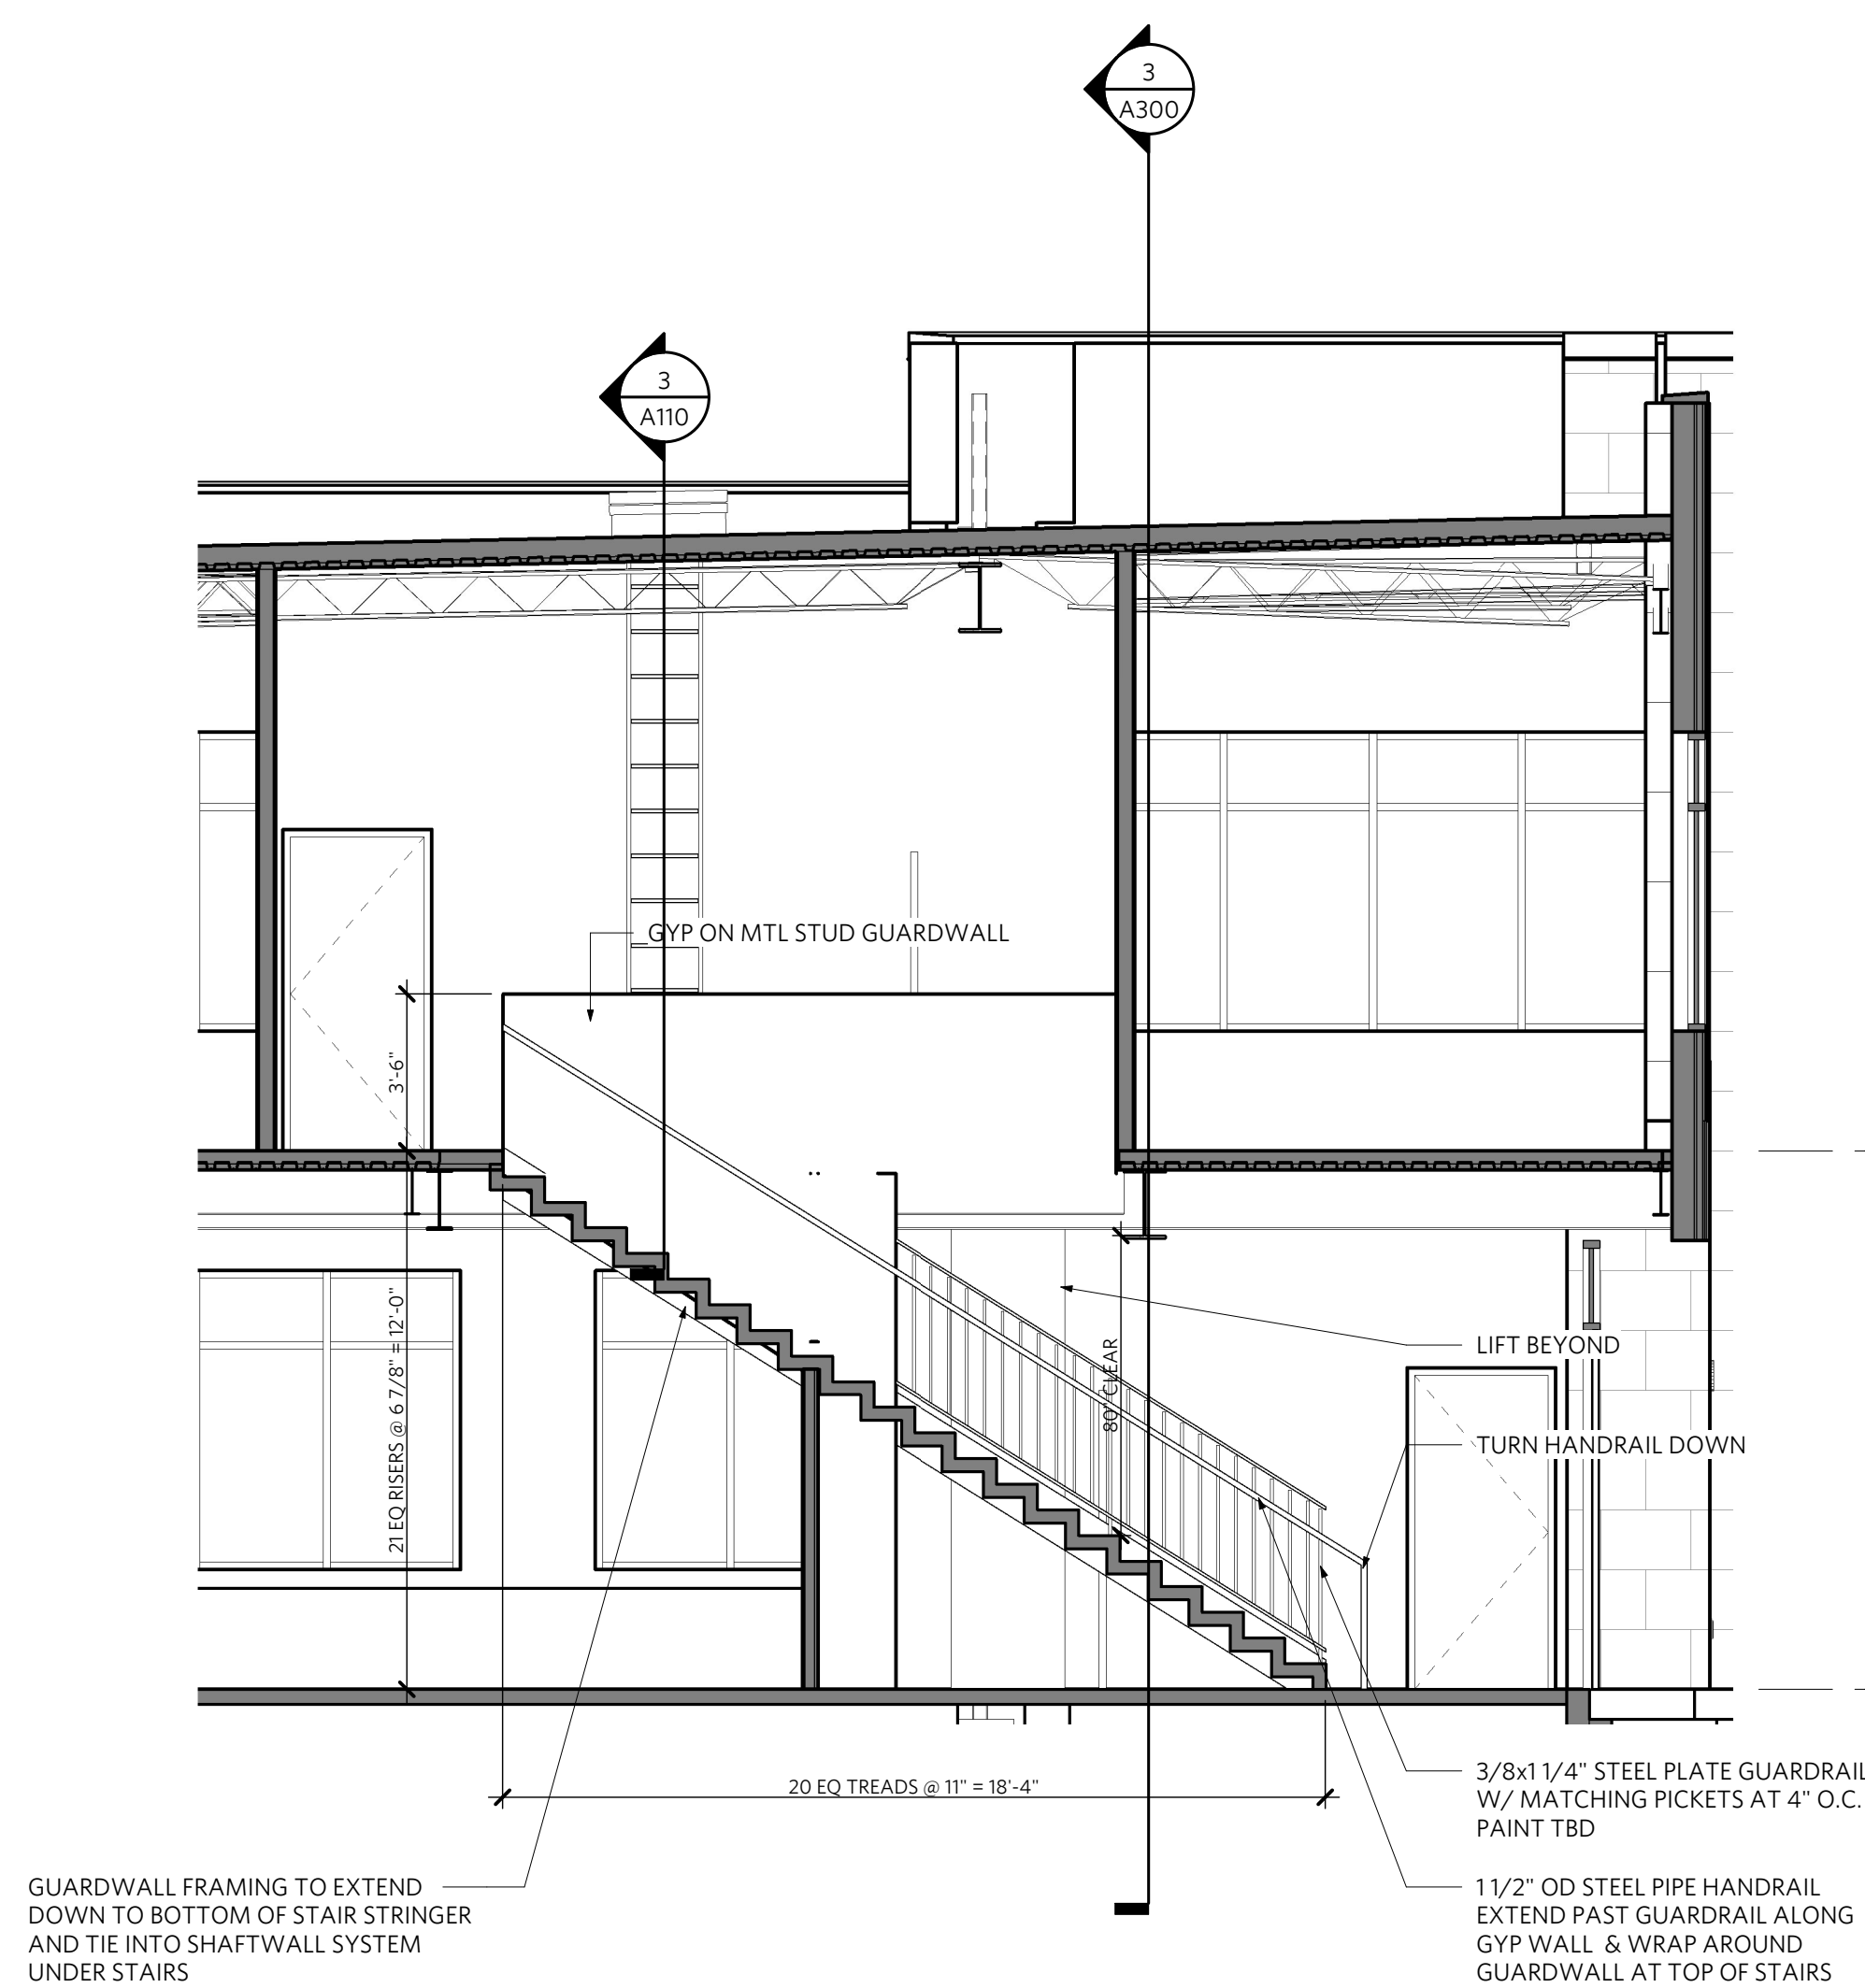 3
A300
3
A110
GYP ON MTL STUD GUARDWALL
3'-6"
21 EQ RISERS @ 6 7/8" = 12'-0"
80" CLEAR
LIFT BEYOND
TURN HANDRAIL DOWN
20 EQ TREADS @ 11" = 18'-4"
3/8x1 1/4" STEEL PLATE GUARDRAIL
W/ MATCHING PICKETS AT 4" O.C.
PAINT TBD
GUARDWALL FRAMING TO EXTEND
DOWN TO BOTTOM OF STAIR STRINGER
AND TIE INTO SHAFTWALL SYSTEM
UNDER STAIRS
1 1/2" OD STEEL PIPE HANDRAIL
EXTEND PAST GUARDRAIL ALONG
GYP WALL & WRAP AROUND
GUARDWALL AT TOP OF STAIRS